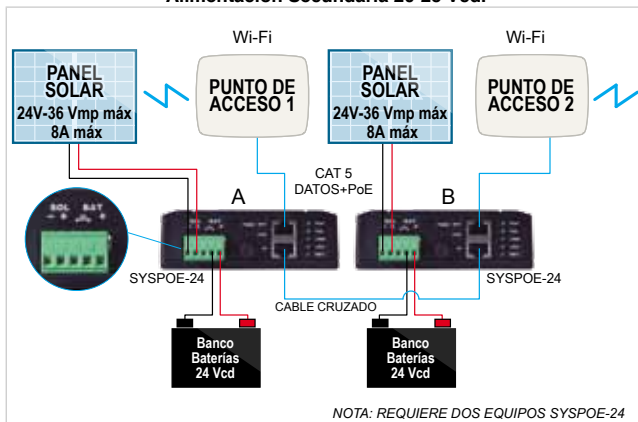 Alimentación Secundaria 20-28 Vcd.
Wi-Fi
Wi-Fi
PANEL
SOLAR
24V-36 Vmp máx
8A máx
PUNTO DE
ACCESO 1
PANEL
SOLAR
24V-36 Vmp máx
8A máx
PUNTO DE
ACCESO 2
CAT 5
DATOS+PoE
A
B
SOL BAT
- + - +
SYSPOE-24
SYSPOE-24
CABLE CRUZADO
Banco
Baterías
24 Vcd
Banco
Baterías
24 Vcd
NOTA: REQUIERE DOS EQUIPOS SYSPOE-24